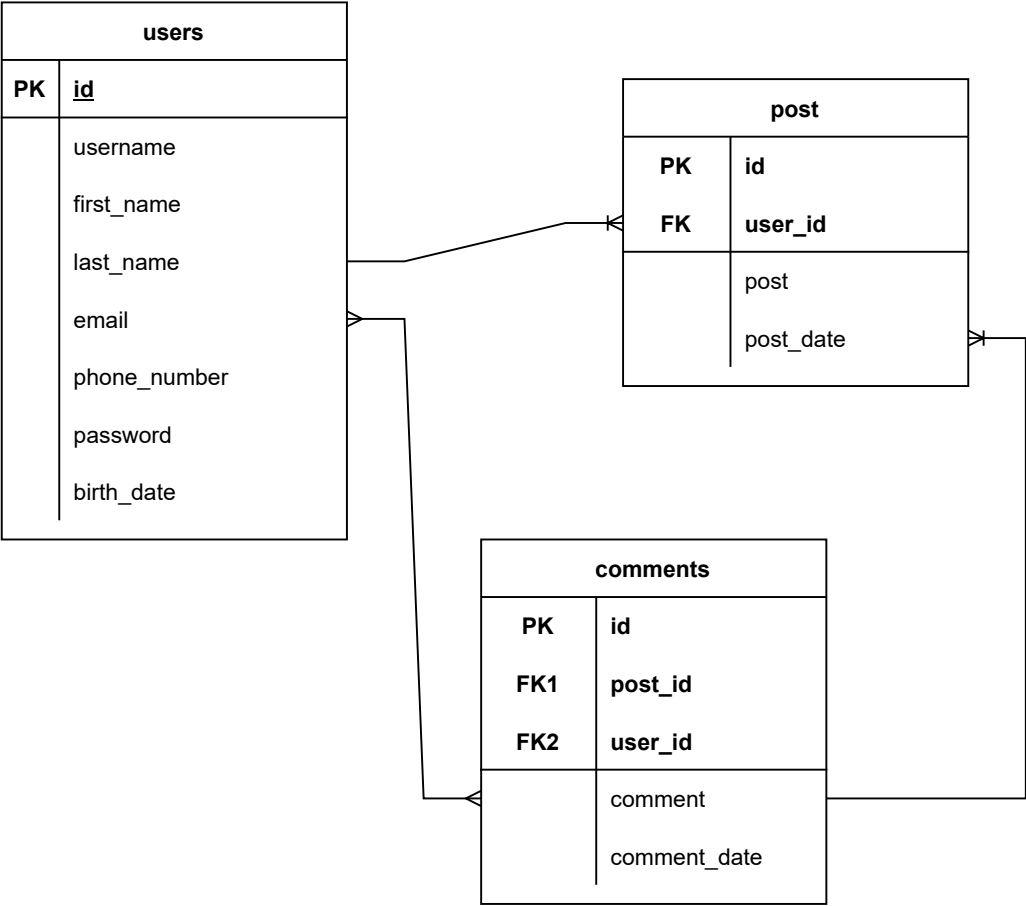 users
PK id
username
first_name
last_name
email
phone_number
password
birth_date
post
PK id
FK user_id
post
post_date
comments
PK id
FK1 post_id
FK2 user_id
comment
comment_date